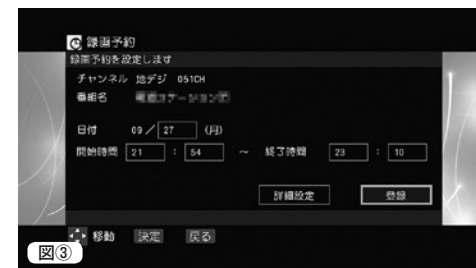 録画予約
録画予約を設定します
チャンネル 地デジ 051CH
番組名
日付 09／27 (月)
開始時間 21 : 54 ～ 終了時間 23 : 10
詳細設定 登録
移動 決定 戻る
図③